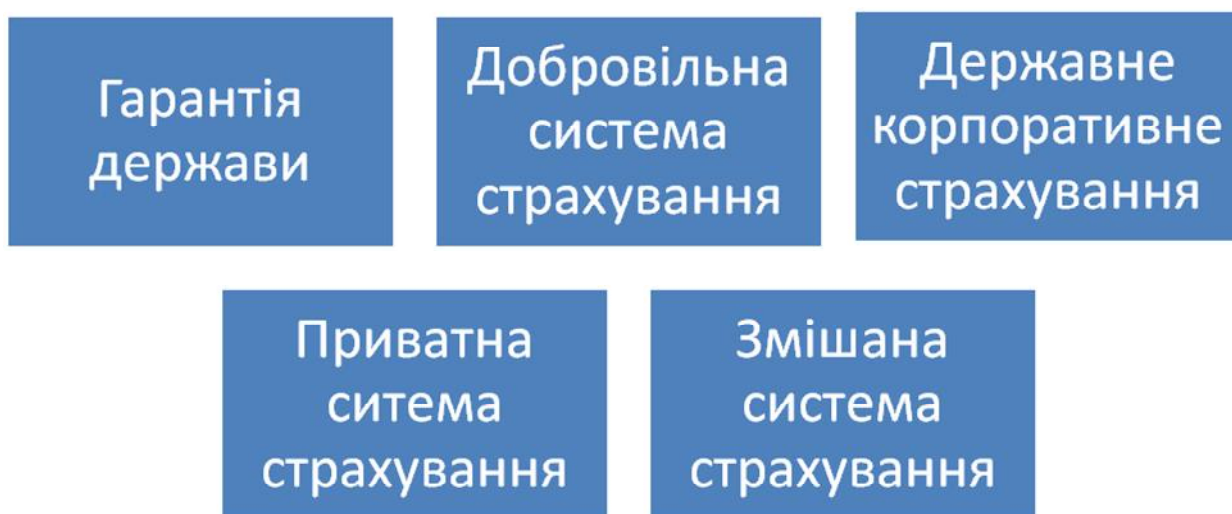 Гарантія
держави
Добровільна
система
страхування
Державне
корпоративне
страхування
Приватна
ситема
страхування
Змішана
система
страхування